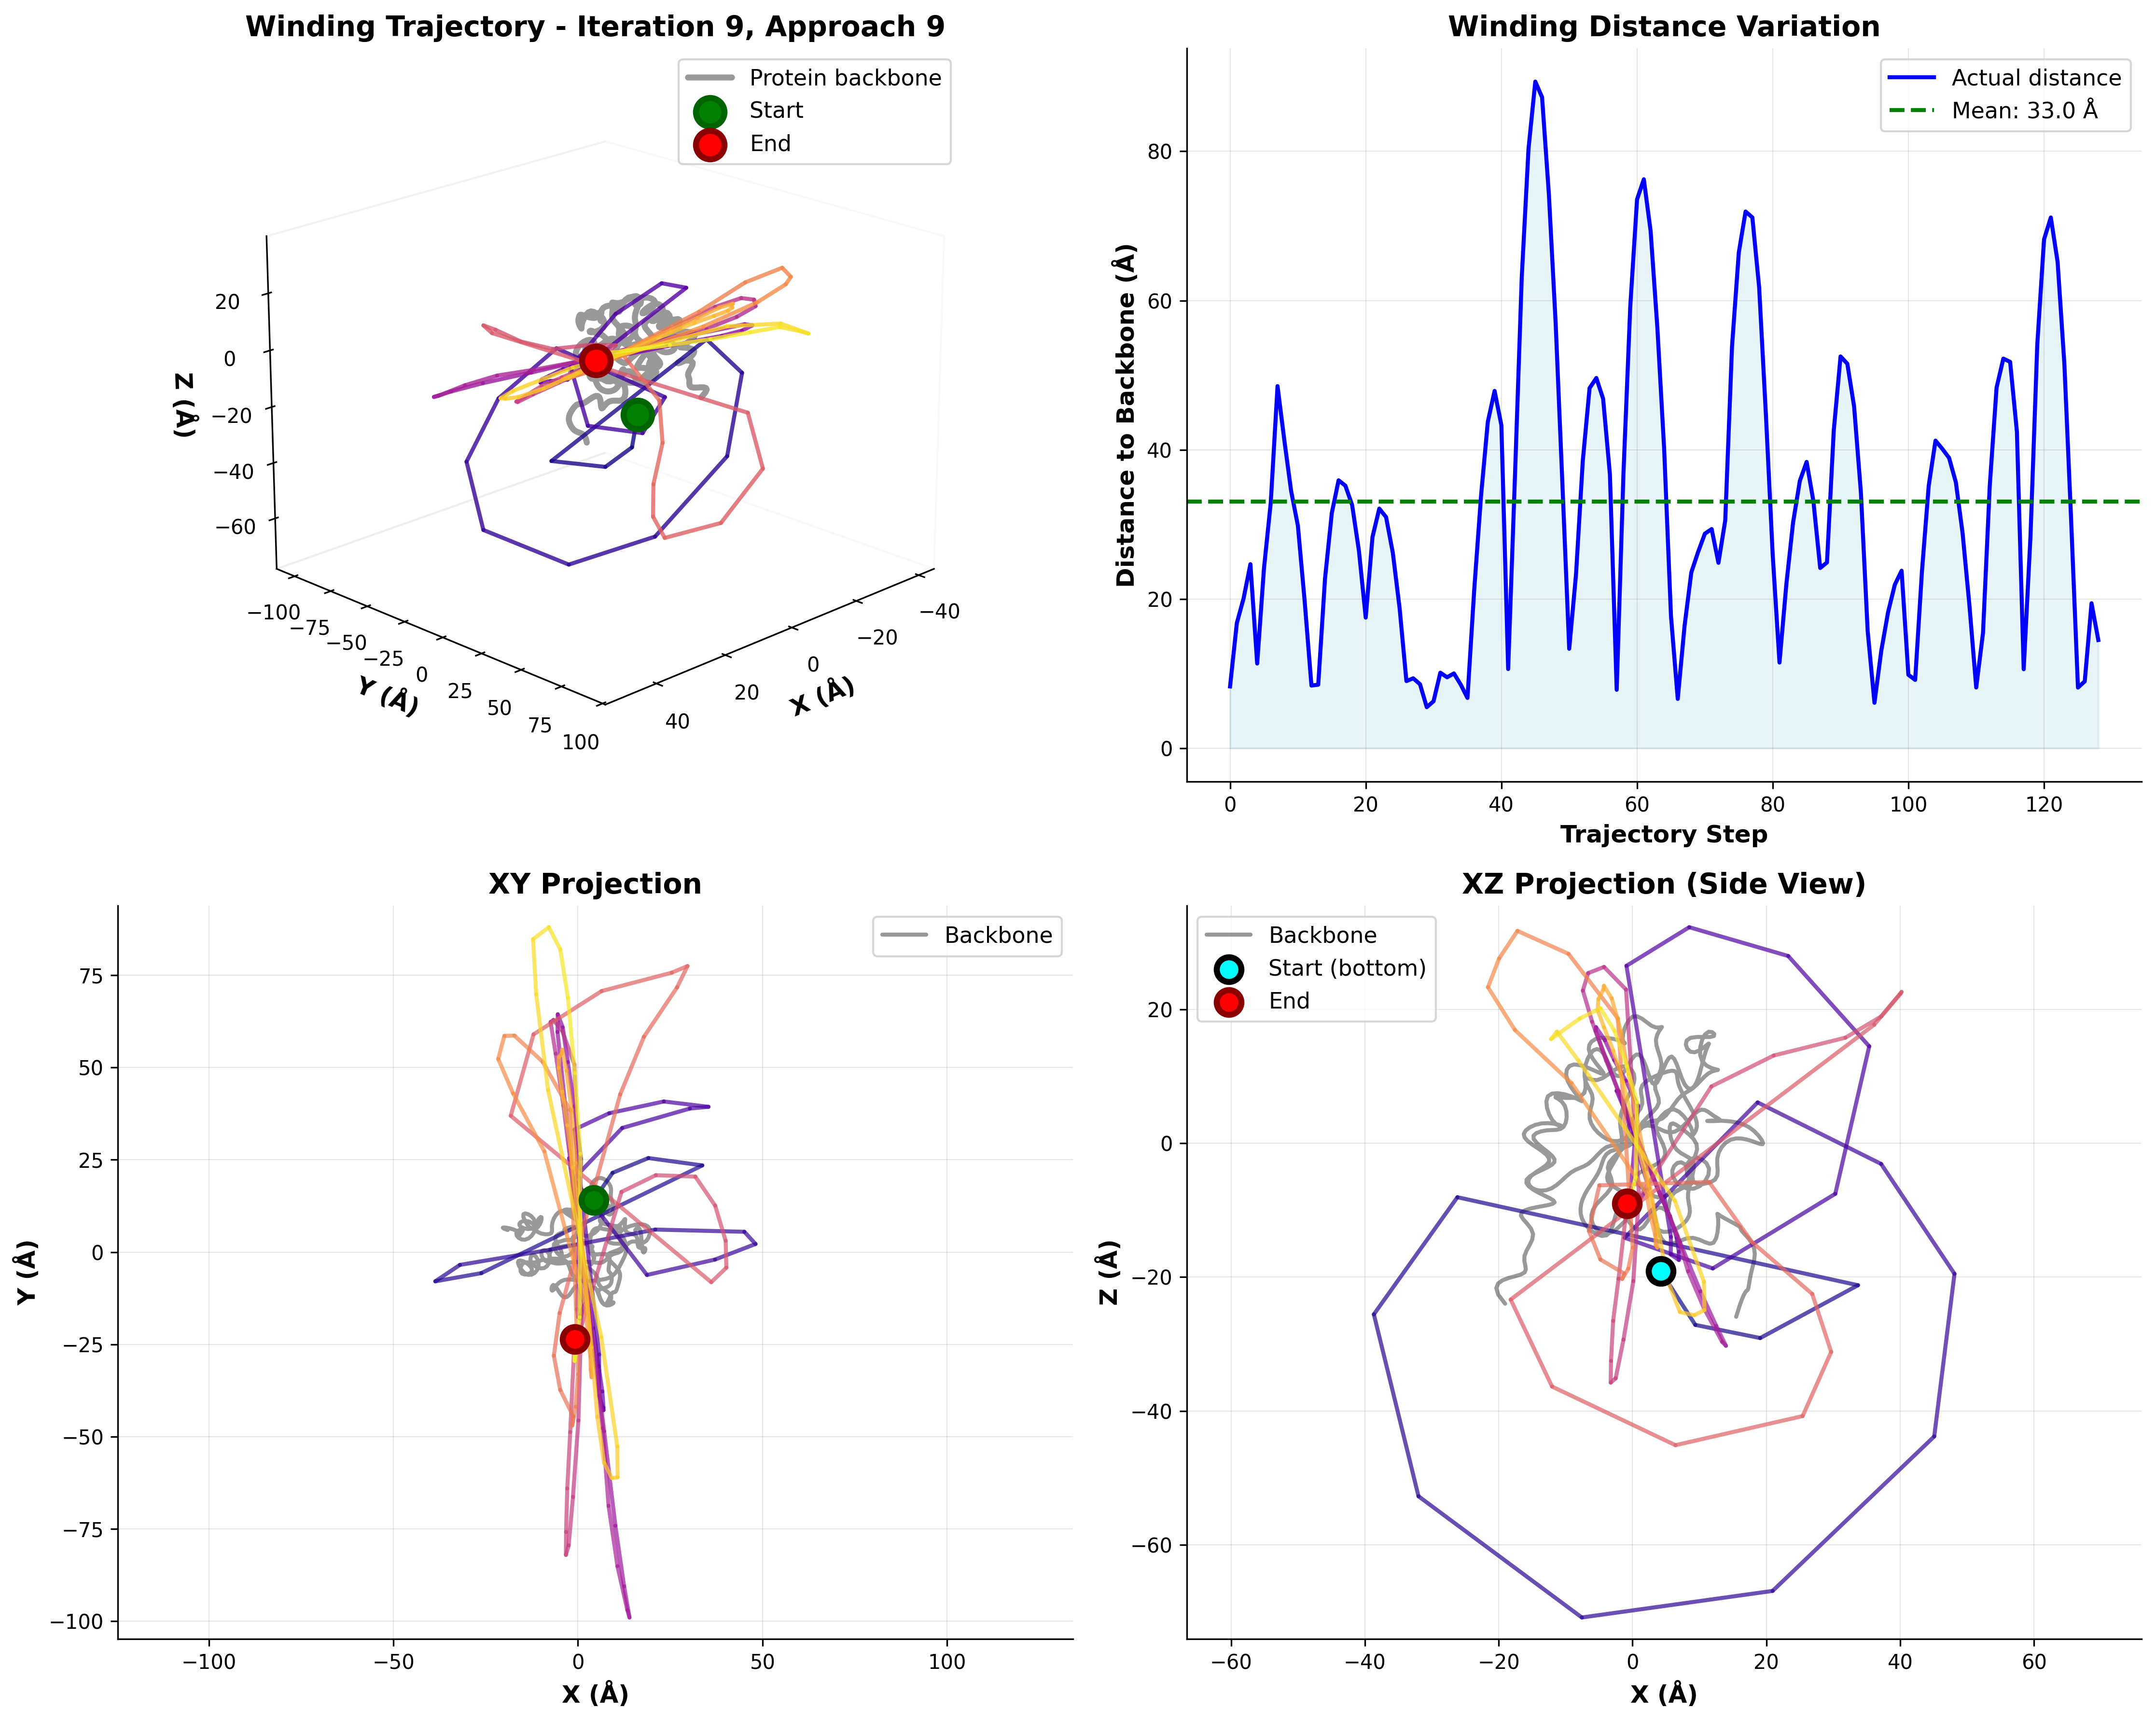 Winding Trajectory - Iteration 9, Approach 9
Protein backbone
Start
End
20
0
−20
−40
−60
Z (Å)
−100
−75
−50
−25
0
25
50
75
100
Y (Å)
40
20
0
−20
−40
X (Å)
Winding Distance Variation
Actual distance
Mean: 33.0 Å
80
60
40
20
0
Distance to Backbone (Å)
0 20 40 60 80 100 120
Trajectory Step
XY Projection
Backbone
75
50
25
0
−25
−50
−75
−100
Y (Å)
−100 −50 0 50 100
X (Å)
XZ Projection (Side View)
Backbone
Start (bottom)
End
20
0
−20
−40
−60
Z (Å)
−60 −40 −20 0 20 40 60
X (Å)